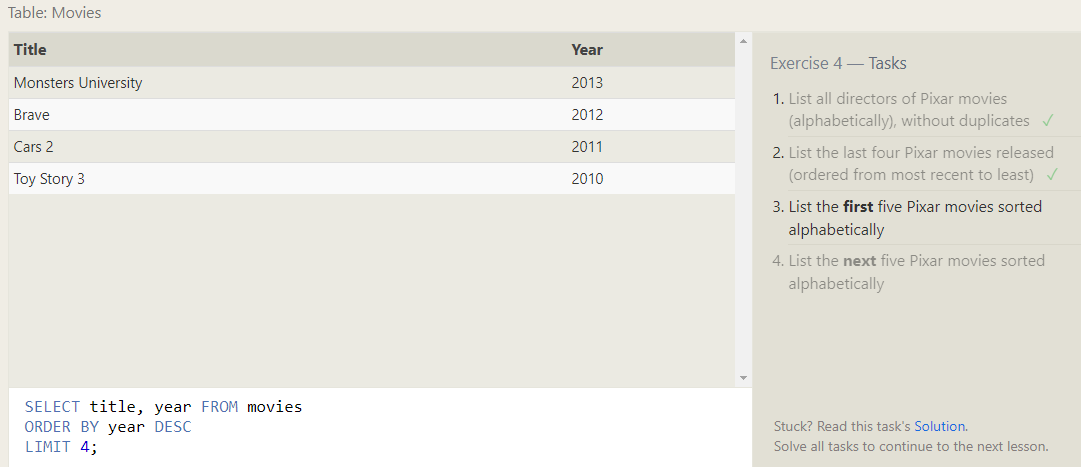 Table: Movies
Title Year
Monsters University 2013
Brave 2012
Cars 2 2011
Toy Story 3 2010
SELECT title, year FROM movies
ORDER BY year DESC
LIMIT 4;
Exercise 4 — Tasks
1. List all directors of Pixar movies
(alphabetically), without duplicates ✓
2. List the last four Pixar movies released
(ordered from most recent to least) ✓
3. List the first five Pixar movies sorted
alphabetically
4. List the next five Pixar movies sorted
alphabetically
Stuck? Read this task's Solution.
Solve all tasks to continue to the next lesson.